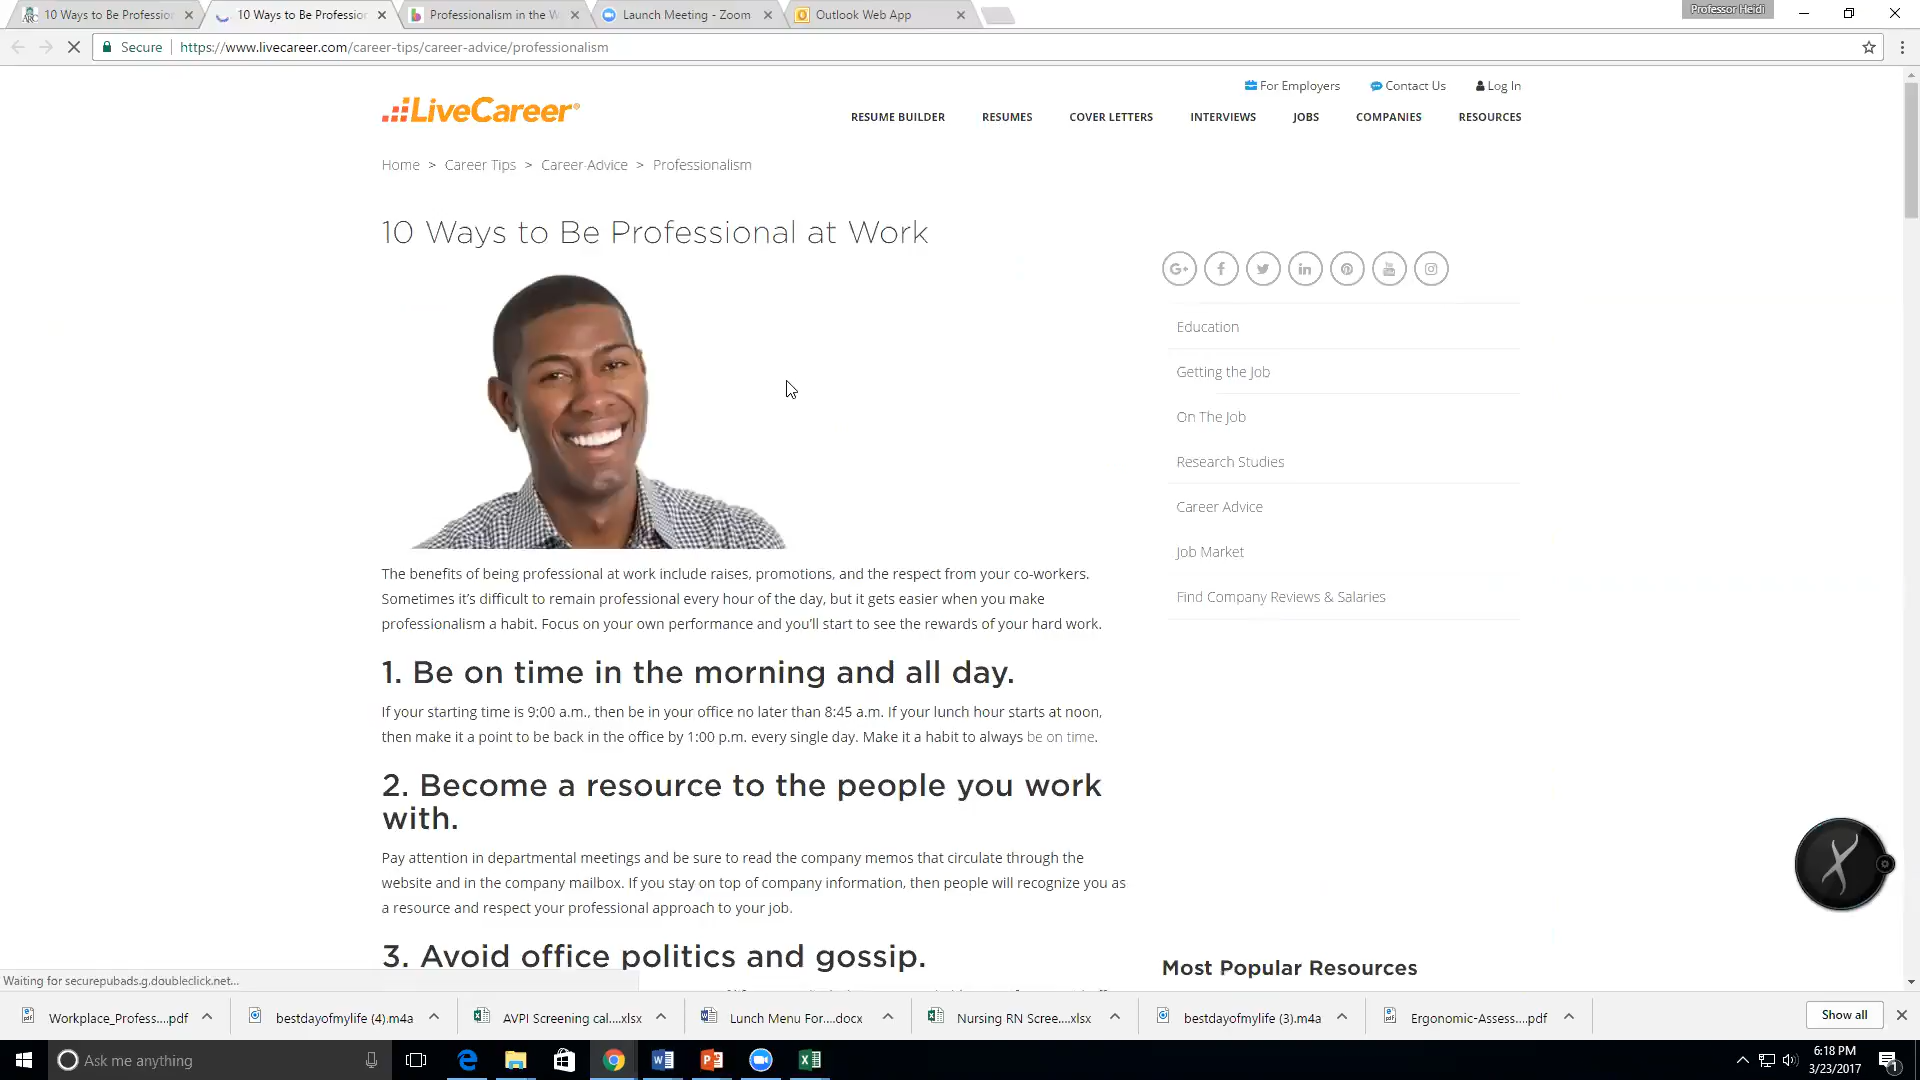 10 Ways to Be Profession
10 Ways to Be Profession
Professionalism in the W
Launch Meeting - Zoom
Outlook Web App
Professor Heidi
Secure
https://www.livecareer.com/career-tips/career-advice/professionalism
For Employers
Contact Us
Log In
LiveCareer®
RESUME BUILDER
RESUMES
COVER LETTERS
INTERVIEWS
JOBS
COMPANIES
RESOURCES
Home > Career Tips > Career Advice > Professionalism
10 Ways to Be Professional at Work
Education
Getting the Job
On The Job
Research Studies
Career Advice
Job Market
Find Company Reviews & Salaries
The benefits of being professional at work include raises, promotions, and the respect from your co-workers.
Sometimes it's difficult to remain professional every hour of the day, but it gets easier when you make
professionalism a habit. Focus on your own performance and you'll start to see the rewards of your hard work.
1. Be on time in the morning and all day.
If your starting time is 9:00 a.m., then be in your office no later than 8:45 a.m. If your lunch hour starts at noon,
then make it a point to be back in the office by 1:00 p.m. every single day. Make it a habit to always be on time.
2. Become a resource to the people you work
with.
Pay attention in departmental meetings and be sure to read the company memos that circulate through the
website and in the company mailbox. If you stay on top of company information, then people will recognize you as
a resource and respect your professional approach to your job.
3. Avoid office politics and gossip.
Most Popular Resources
Waiting for securepubads.g.doubleclick.net...
Workplace_Profess....pdf
bestdayofmylife (4).m4a
AVPI Screening cal....xlsx
Lunch Menu For....docx
Nursing RN Scree....xlsx
bestdayofmylife (3).m4a
Ergonomic-Assess....pdf
Show all
Ask me anything
6:18 PM
3/23/2017
1